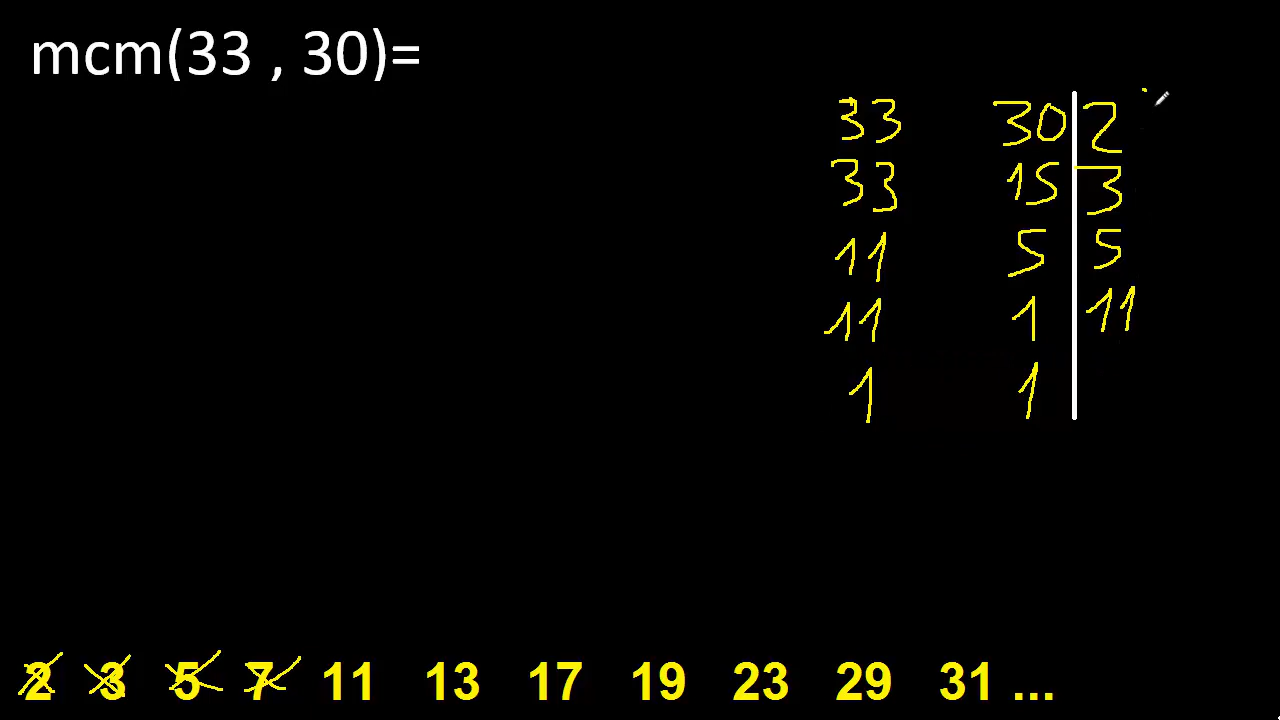 mcm(33 , 30)=
33 30 2
33 15 3
11 5 5
11 1 11
1 1
2 3 5 7 11 13 17 19 23 29 31 ...